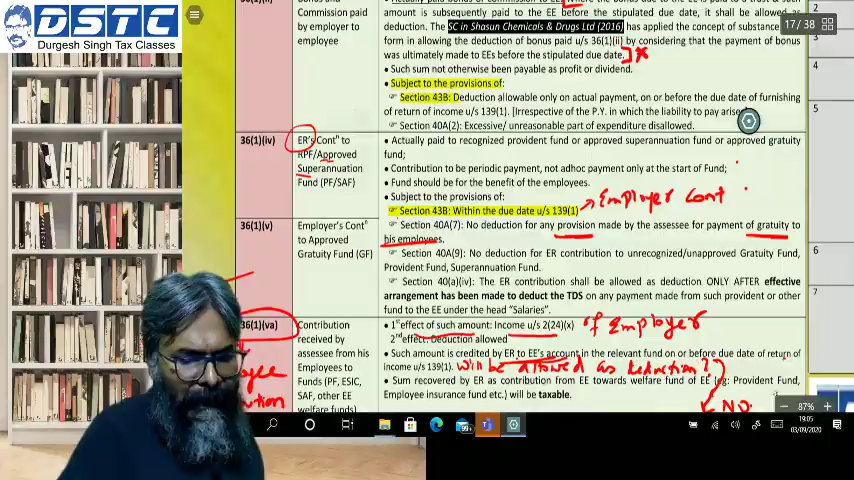 DSTC
Durgesh Singh Tax Classes
Commission paid
by employer to
employee
such amount is subsequently paid to the EE before the stipulated due date, it shall be allowed as
deduction. The SC in Shasun Chemicals & Drugs Ltd (2016) has applied the concept of substance
form in allowing the deduction of bonus paid u/s 36(1)(ii) by considering that the payment of bonus
was ultimately made to EEs before the stipulated due date.
• Such sum not otherwise been payable as profit or dividend.
• Subject to the provisions of:
☞ Section 43B: Deduction allowable only on actual payment, on or before the due date of furnishing
of return of income u/s 139(1). [Irrespective of the P.Y. in which the liability to pay arise
☞ Section 40A(2): Excessive/ unreasonable part of expenditure disallowed.
36(1)(iv)
ER's Contⁿ to
RPF/Approved
Superannuation
Fund (PF/SAF)
• Actually paid to recognized provident fund or approved superannuation fund or approved gratuity
fund;
• Contribution to be periodic payment, not adhoc payment only at the start of Fund;
• Fund should be for the benefit of the employees.
• Subject to the provisions of:
☞ Section 43B: Within the due date u/s 139(1)
Employer Cont
36(1)(v)
Employer's Contⁿ
to Approved
Gratuity Fund (GF)
☞ Section 40A(7): No deduction for any provision made by the assessee for payment of gratuity to
his employees.
☞ Section 40A(9): No deduction for ER contribution to unrecognized/unapproved Gratuity Fund,
Provident Fund, Superannuation Fund.
☞ Section 40(a)(iv): The ER contribution shall be allowed as deduction ONLY AFTER effective
arrangement has been made to deduct the TDS on any payment made from such provident or other
fund to the EE under the head "Salaries".
36(1)(va)
Contribution
received by
assessee from his
Employees to
Funds (PF, ESIC,
SAF, other EE
welfare funds)
• 1st effect of such amount: Income u/s 2(24)(x)
of Employer
2nd effect: Deduction allowed
• Such amount is credited by ER to EE's account in the relevant fund on or before due date of return of
income u/s 139(1).
will be allowed as deduction?
• Sum recovered by ER as contribution from EE towards welfare fund of EE (eg: Provident Fund,
Employee insurance fund etc.) will be taxable.
NO.
17 / 38
2
3
4
5
6
7
87%
99+
19:05
03/09/2020